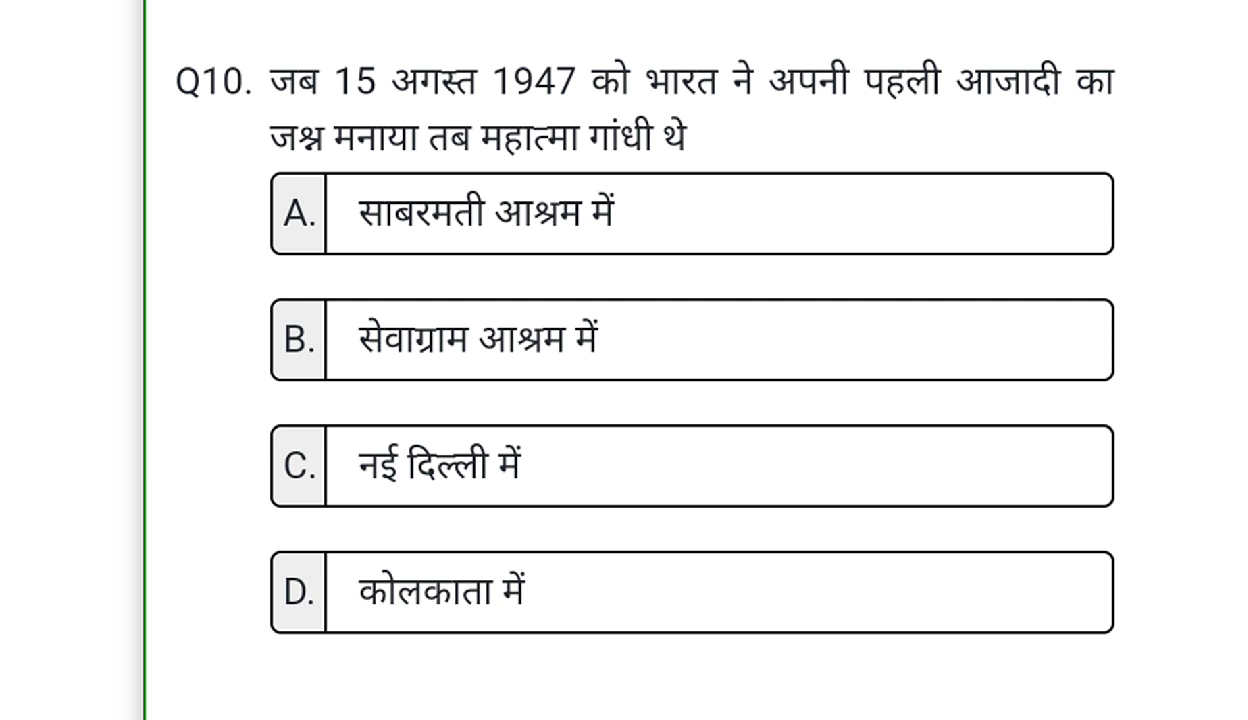 Q10. जब 15 अगस्त 1947 को भारत ने अपनी पहली आजादी का
जश्न मनाया तब महात्मा गांधी थे
A. साबरमती आश्रम में
B. सेवाग्राम आश्रम में
C. नई दिल्ली में
D. कोलकाता में